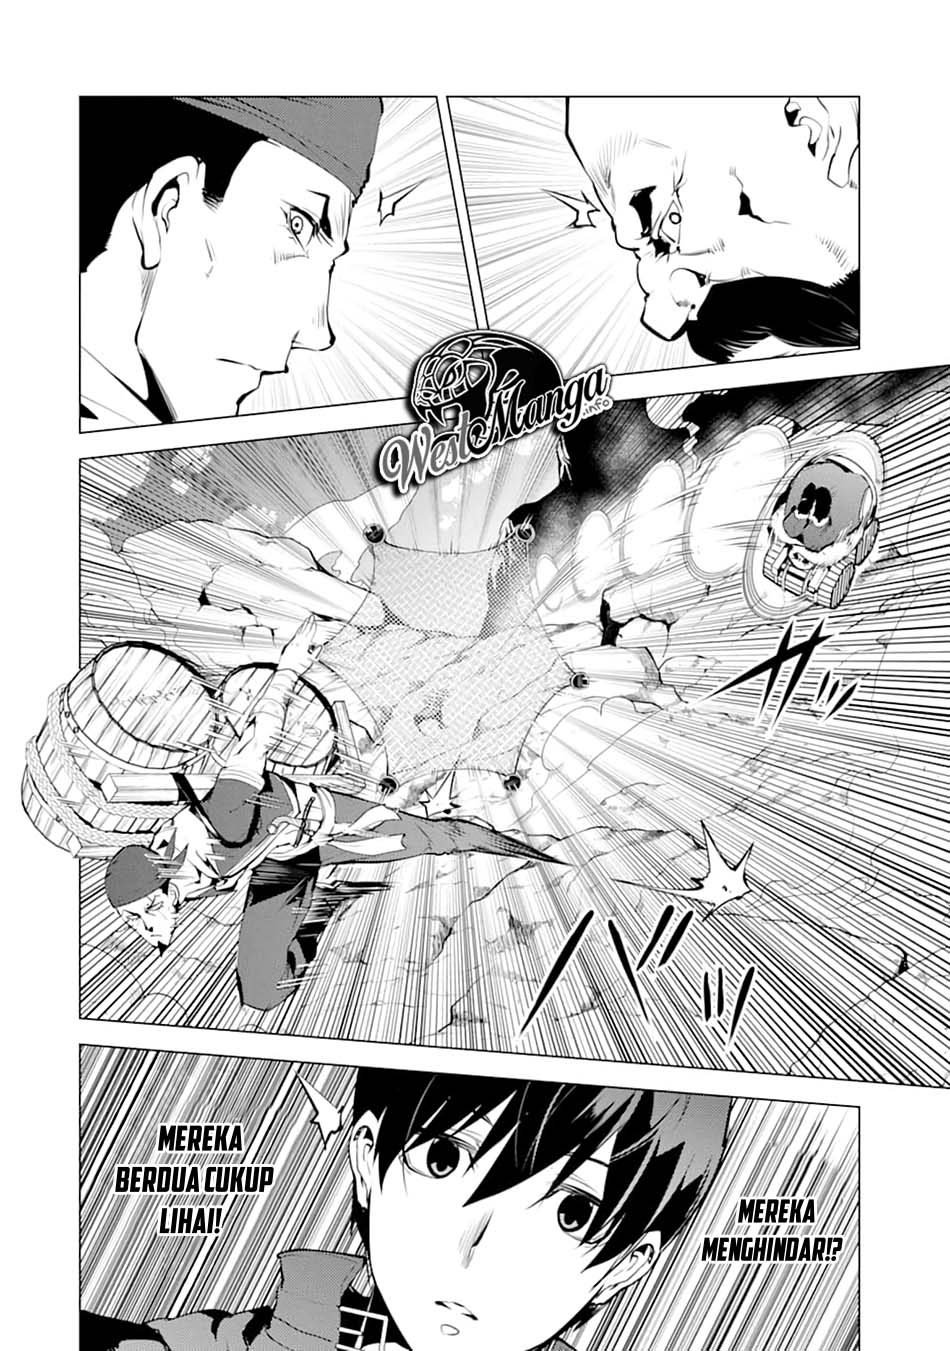 WestManga
.INFO
ガッ
バッ
MEREKA
MENGHINDAR!?
MEREKA
BERDUA CUKUP
LIHAI!